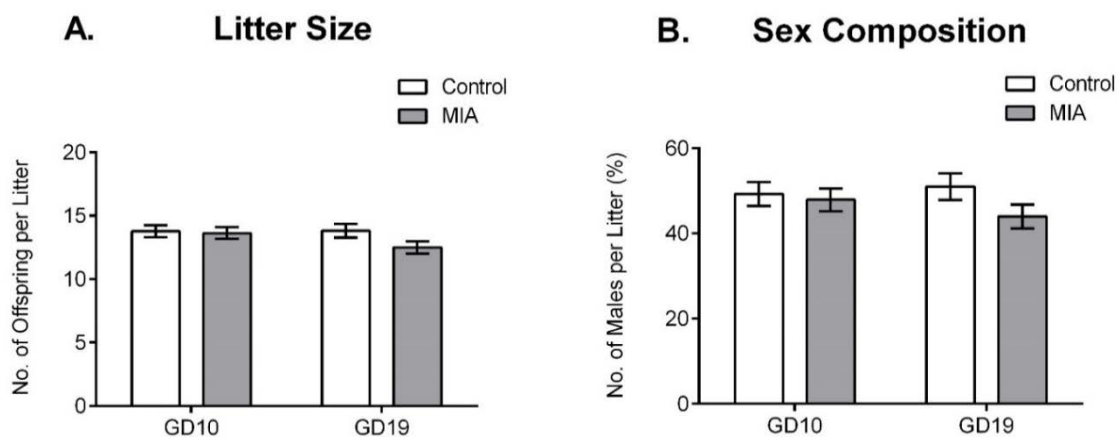 A. Litter Size
Control
MIA
No. of Offspring per Litter
20
15
10
5
0
GD10 GD19
B. Sex Composition
Control
MIA
No. of Males per Litter (%)
60
40
20
0
GD10 GD19